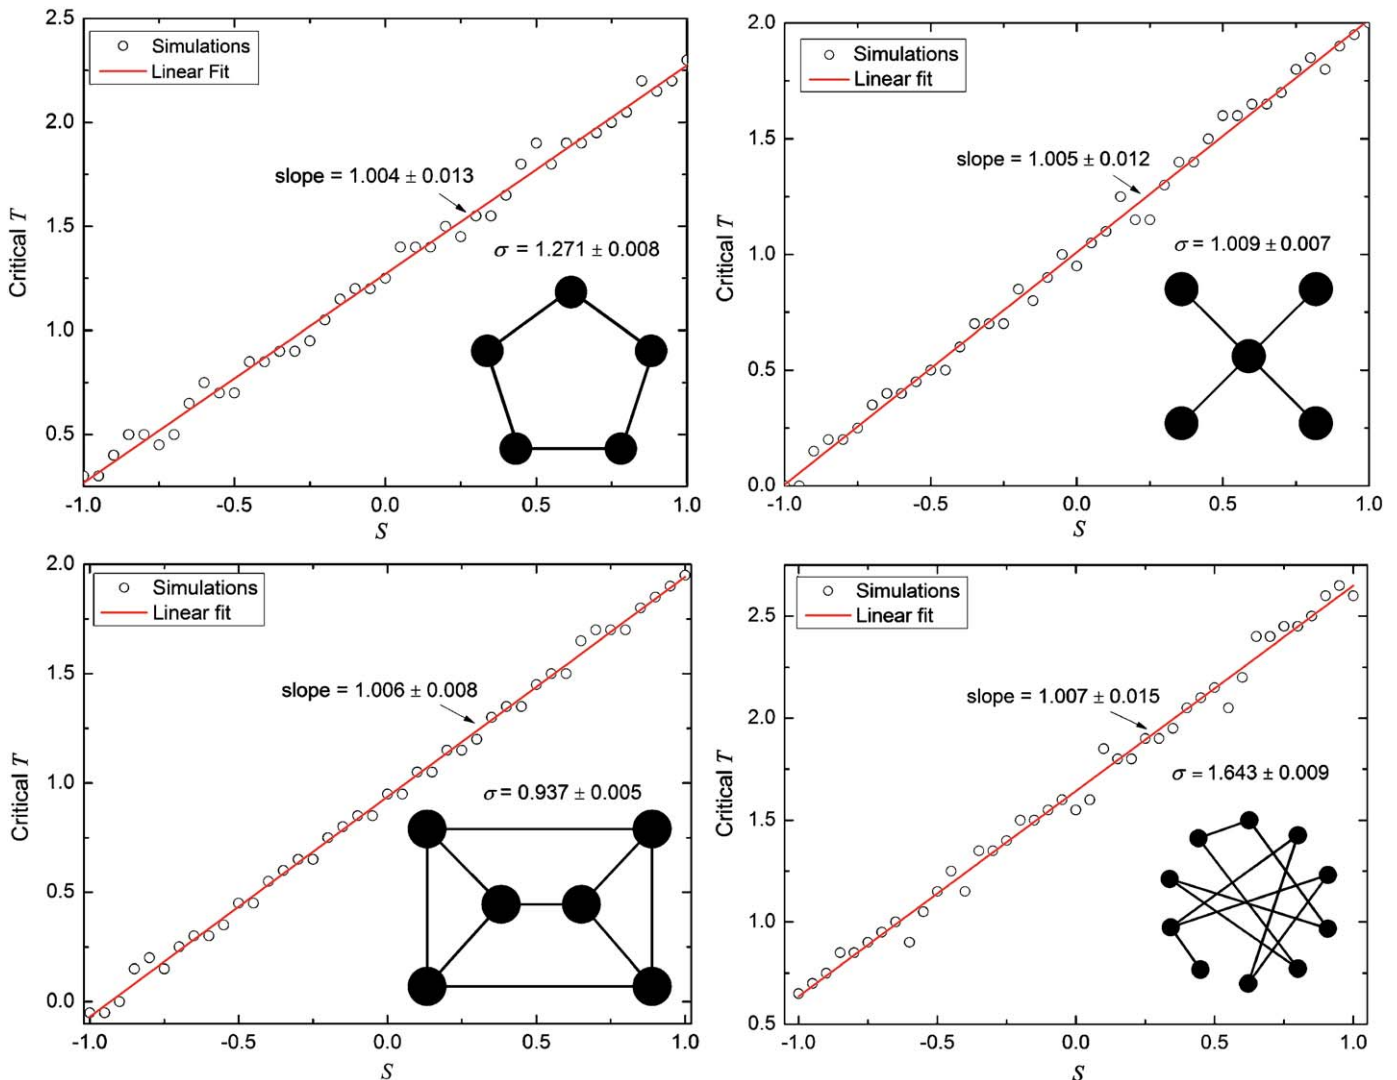 2.5
2.0
1.5
1.0
0.5
Critical T
Simulations
Linear Fit
slope = 1.004 ± 0.013
σ = 1.271 ± 0.008
-1.0 -0.5 0.0 0.5 1.0
S
2.0
1.5
1.0
0.5
0.0
Critical T
Simulations
Linear fit
slope = 1.005 ± 0.012
σ = 1.009 ± 0.007
-1.0 -0.5 0.0 0.5 1.0
S
2.0
1.5
1.0
0.5
0.0
Critical T
Simulations
Linear fit
slope = 1.006 ± 0.008
σ = 0.937 ± 0.005
-1.0 -0.5 0.0 0.5 1.0
S
2.5
2.0
1.5
1.0
0.5
Critical T
Simulations
Linear fit
slope = 1.007 ± 0.015
σ = 1.643 ± 0.009
-1.0 -0.5 0.0 0.5 1.0
S